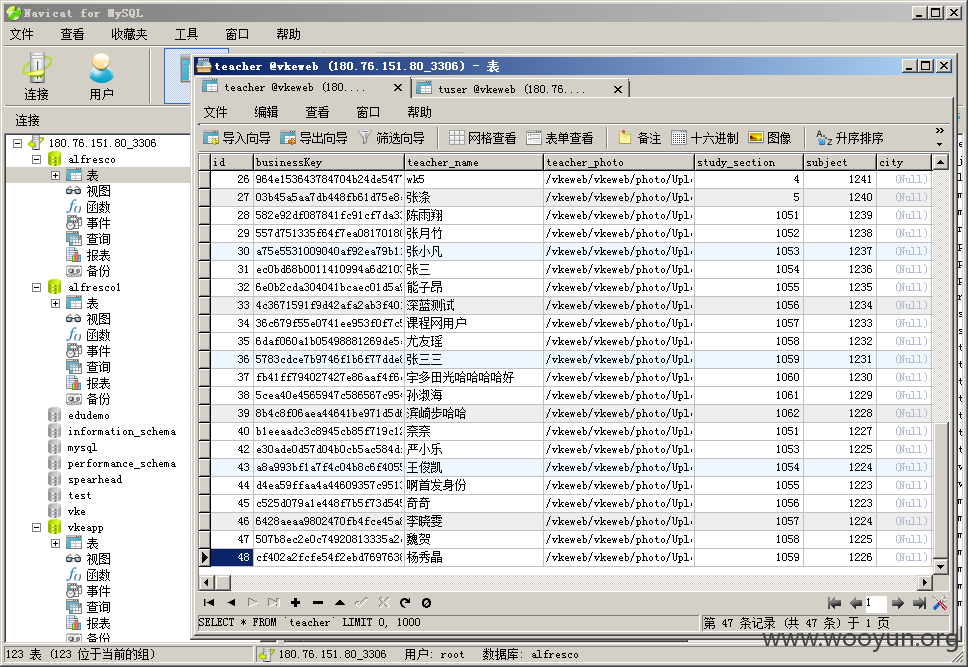 Navicat for MySQL
文件 查看 收藏夹 工具 窗口 帮助
连接 用户
连接
180.76.151.80_3306
alfresco
表
视图
函数
事件
查询
报表
备份
alfresco1
表
视图
函数
事件
查询
报表
备份
edudemo
information_schema
mysql
performance_schema
spearhead
test
vke
vkeapp
表
视图
函数
事件
查询
报表
备份
teacher @vkeweb (180.76.151.80_3306) - 表
teacher @vkeweb (180.... tuser @vkeweb (180.76....
文件 编辑 查看 窗口 帮助
导入向导 导出向导 筛选向导 网格查看 表单查看 备注 十六进制 图像 升序排序
id businessKey teacher_name teacher_photo study_section subject city
26 964e153643784704b24de547 wk5 /vkeweb/vkeweb/photo/Upl 4 1241 (Null)
27 03b45a5aa7db448fb61d75e8 张涤 /vkeweb/vkeweb/photo/Upl 5 1240 (Null)
28 582e92df087841fc91cf7da3 陈雨翔 /vkeweb/vkeweb/photo/Upl 1051 1239 (Null)
29 557d751335f64f7ea0817018 张月竹 /vkeweb/vkeweb/photo/Upl 1052 1238 (Null)
30 a75e5531009040af92ea79b1 张小凡 /vkeweb/vkeweb/photo/Upl 1053 1237 (Null)
31 ec0bd68b0011410994a6d210 张三 /vkeweb/vkeweb/photo/Upl 1054 1236 (Null)
32 6e0b2cda304041bcaec01d5a 能子昂 /vkeweb/vkeweb/photo/Upl 1055 1235 (Null)
33 4c3671591f9d42afa2ab3f40 深蓝测试 /vkeweb/vkeweb/photo/Upl 1056 1234 (Null)
34 36c679f55e0741ee953f0f7c 课程网用户 /vkeweb/vkeweb/photo/Upl 1057 1233 (Null)
35 6daf060a1b05498881269de5 尤友瑶 /vkeweb/vkeweb/photo/Upl 1058 1232 (Null)
36 5783cdce7b9746f1b6f77dde 张三三 /vkeweb/vkeweb/photo/Upl 1059 1231 (Null)
37 fb41ff794027427e86aaf4f6 宇多田光哈哈哈哈好 /vkeweb/vkeweb/photo/Upl 1060 1230 (Null)
38 5cea40e4565947c586567c95 孙淑海 /vkeweb/vkeweb/photo/Upl 1061 1229 (Null)
39 8b4c8f06aea44641be971d5d 滨崎步哈哈 /vkeweb/vkeweb/photo/Upl 1062 1228 (Null)
40 b1eeaadc3c8945cb85f719c1 奈奈 /vkeweb/vkeweb/photo/Upl 1051 1227 (Null)
42 e30ade0d57d04b0cb5ac584d 严小乐 /vkeweb/vkeweb/photo/Upl 1053 1225 (Null)
43 a8a993bf1a7f4c04b8c6f405 王俊凯 /vkeweb/vkeweb/photo/Upl 1054 1224 (Null)
44 d4ea59ffaa4a44609357c951 啊首发身份 /vkeweb/vkeweb/photo/Upl 1055 1223 (Null)
45 c525d079a1e448f7b5f73d54 奇奇 /vkeweb/vkeweb/photo/Upl 1056 1223 (Null)
46 6428aeaa9802470fb4fce45a 李晓雯 /vkeweb/vkeweb/photo/Upl 1057 1224 (Null)
47 507b8ec2e0c74920813335a2 魏贺 /vkeweb/vkeweb/photo/Upl 1058 1225 (Null)
48 cf402a2fcfe54f2ebd769763 杨秀晶 /vkeweb/vkeweb/photo/Upl 1059 1226 (Null)
1
SELECT * FROM `teacher` LIMIT 0, 1000 第 47 条记录 (共 47 条) 于 1 页
www.wooyun.org
123 表 (123 位于当前的组) 180.76.151.80_3306 用户: root 数据库: alfresco